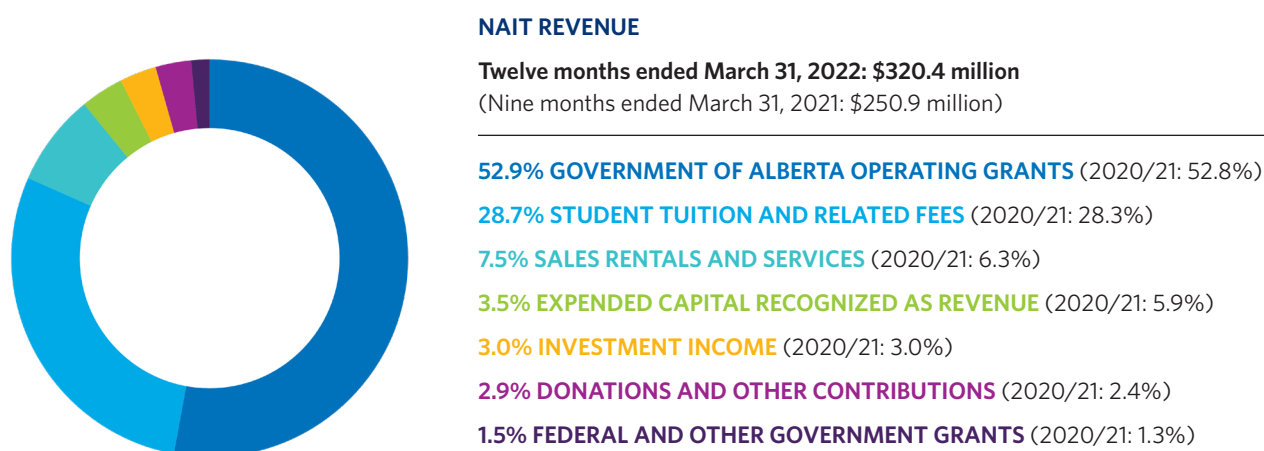 NAIT REVENUE
Twelve months ended March 31, 2022: $320.4 million
(Nine months ended March 31, 2021: $250.9 million)
52.9% GOVERNMENT OF ALBERTA OPERATING GRANTS (2020/21: 52.8%)
28.7% STUDENT TUITION AND RELATED FEES (2020/21: 28.3%)
7.5% SALES RENTALS AND SERVICES (2020/21: 6.3%)
3.5% EXPENDED CAPITAL RECOGNIZED AS REVENUE (2020/21: 5.9%)
3.0% INVESTMENT INCOME (2020/21: 3.0%)
2.9% DONATIONS AND OTHER CONTRIBUTIONS (2020/21: 2.4%)
1.5% FEDERAL AND OTHER GOVERNMENT GRANTS (2020/21: 1.3%)